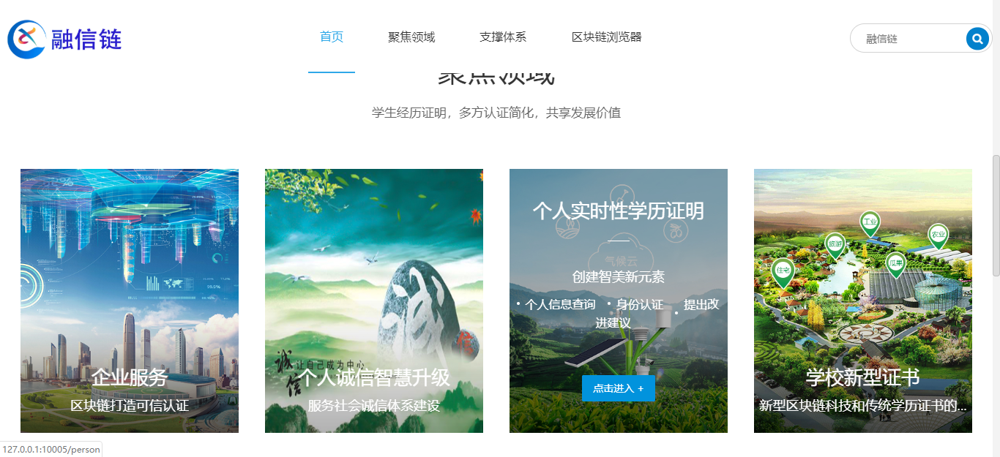 融信链
首页
聚焦领域
支撑体系
区块链浏览器
融信链
聚焦领域
学生经历证明，多方认证简化，共享发展价值
企业服务
区块链打造可信认证
诚信
让自己成为中心
个人诚信智慧升级
服务社会诚信体系建设
个人实时性学历证明
气候云
创建智美新元素
• 个人信息查询 • 身份认证 • 提出改
进建议
点击进入 +
工业
农业
旅游
瓜果
住宅
学校新型证书
新型区块链科技和传统学历证书的...
127.0.0.1:10005/person